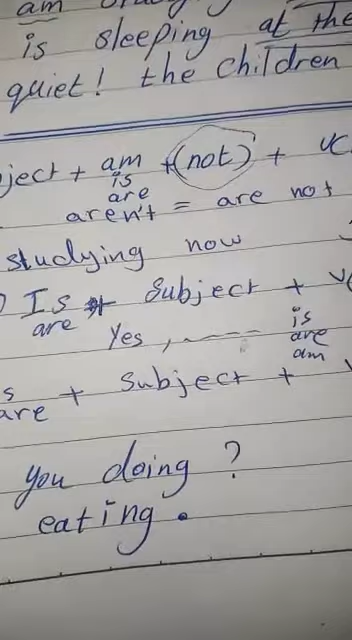 am
is sleeping at the
quiet! the children
ject + am + (not) +
is
are
aren't = are not
studying now
Is + Subject +
are
Yes, ---- is
are
am
are + Subject +
you doing ?
eating.